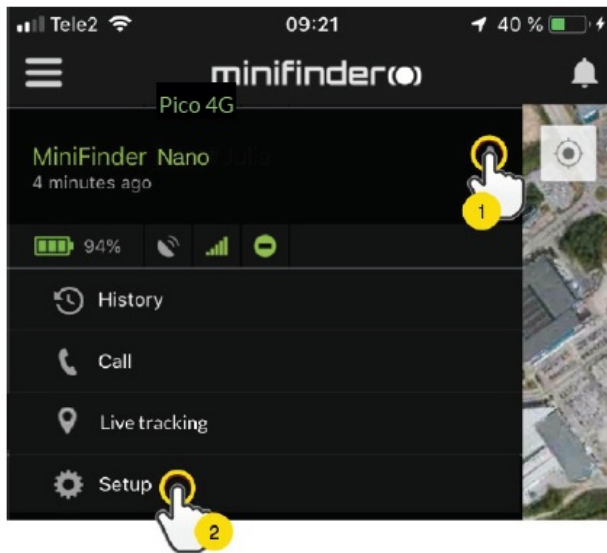 Tele2 09:21 40 %
minifinder
Pico 4G
MiniFinder Nano
4 minutes ago
1
94%
History
Call
Live tracking
Setup
2